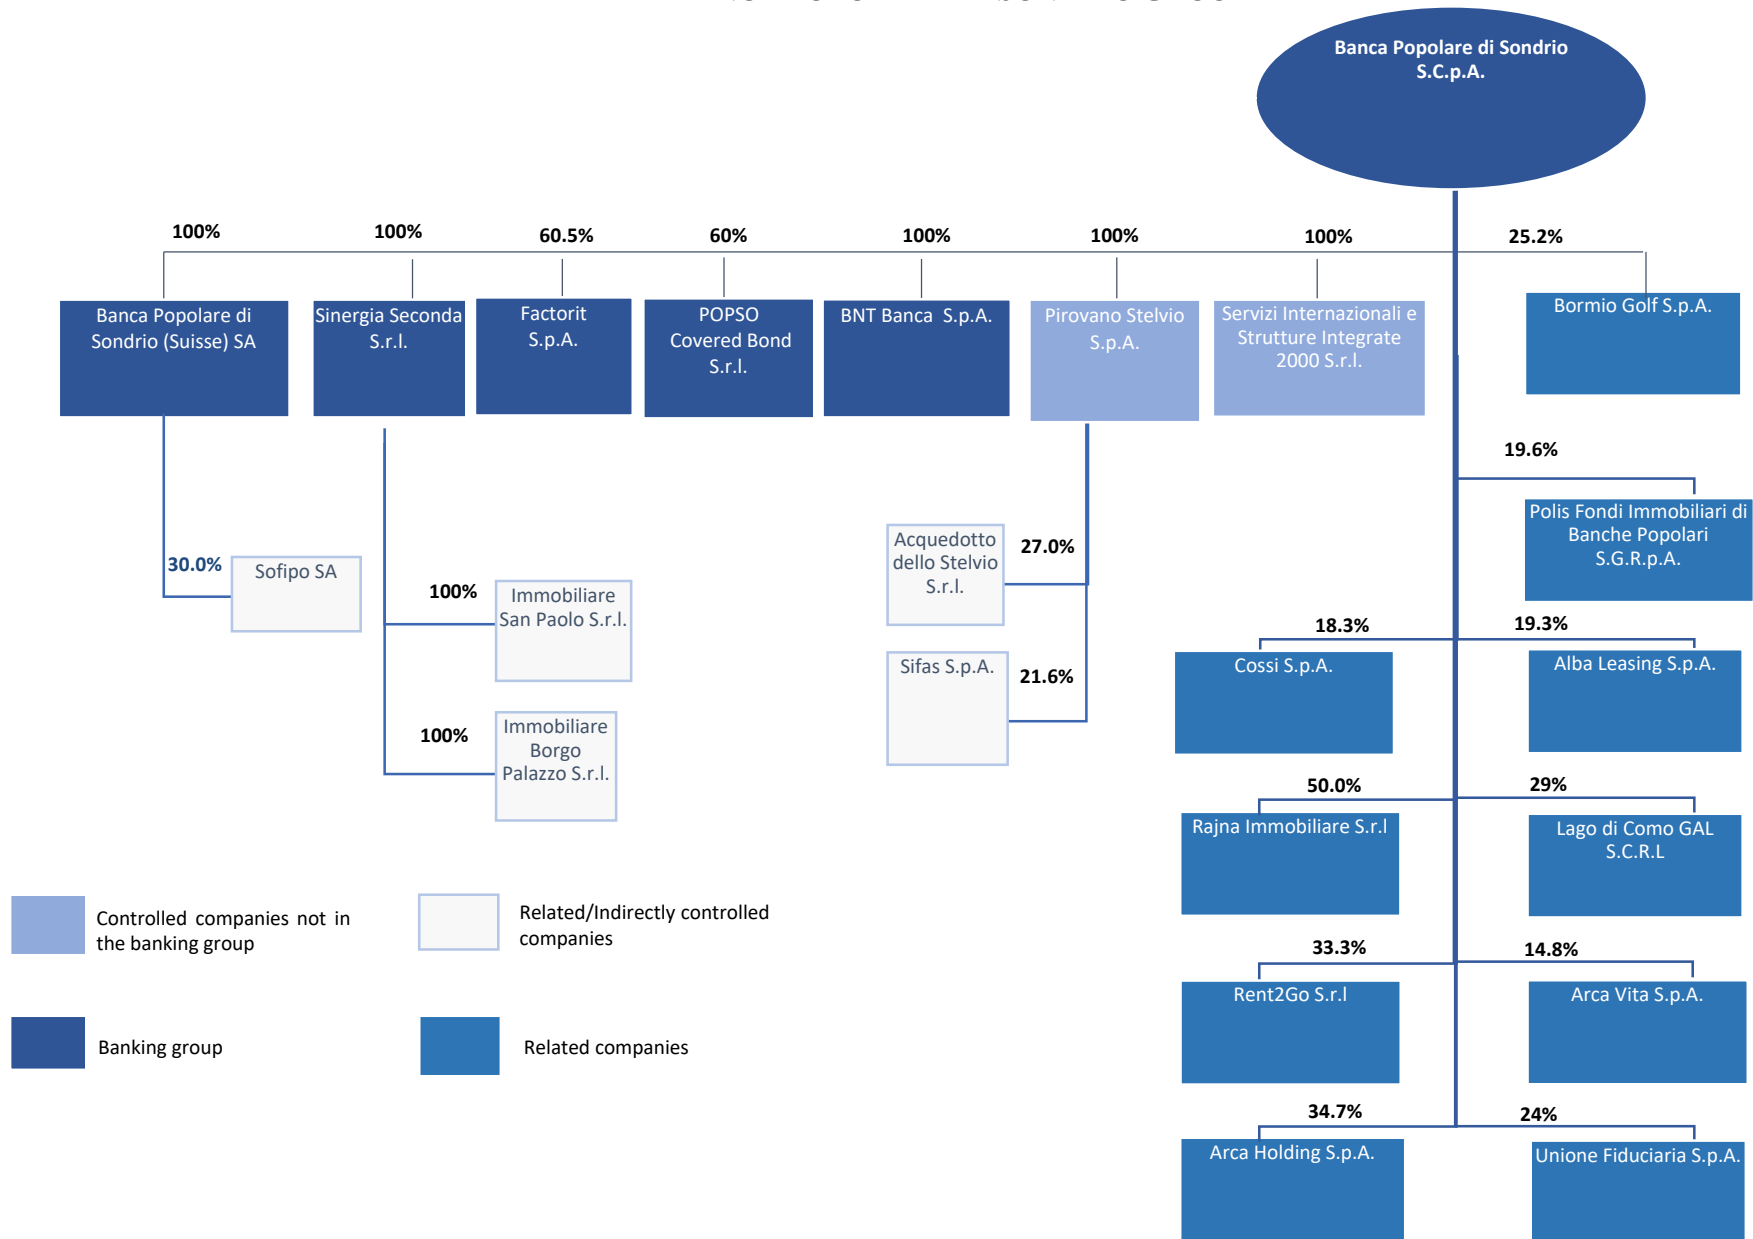 Banca Popolare di Sondrio
S.C.p.A.
100%
100%
60.5%
60%
100%
100%
100%
25.2%
Banca Popolare di
Sondrio (Suisse) SA
Sinergia Seconda
S.r.l.
Factorit
S.p.A.
POPSO
Covered Bond
S.r.l.
BNT Banca S.p.A.
Pirovano Stelvio
S.p.A.
Servizi Internazionali e
Strutture Integrate
2000 S.r.l.
Bormio Golf S.p.A.
19.6%
Polis Fondi Immobiliari di
Banche Popolari
S.G.R.p.A.
30.0%
Sofipo SA
100%
Immobiliare
San Paolo S.r.l.
100%
Immobiliare
Borgo
Palazzo S.r.l.
Acquedotto
dello Stelvio
S.r.l.
27.0%
Sifas S.p.A.
21.6%
18.3%
19.3%
Cossi S.p.A.
Alba Leasing S.p.A.
50.0%
29%
Rajna Immobiliare S.r.l
Lago di Como GAL
S.C.R.L
33.3%
14.8%
Rent2Go S.r.l
Arca Vita S.p.A.
34.7%
24%
Arca Holding S.p.A.
Unione Fiduciaria S.p.A.
Controlled companies not in
the banking group
Related/Indirectly controlled
companies
Banking group
Related companies